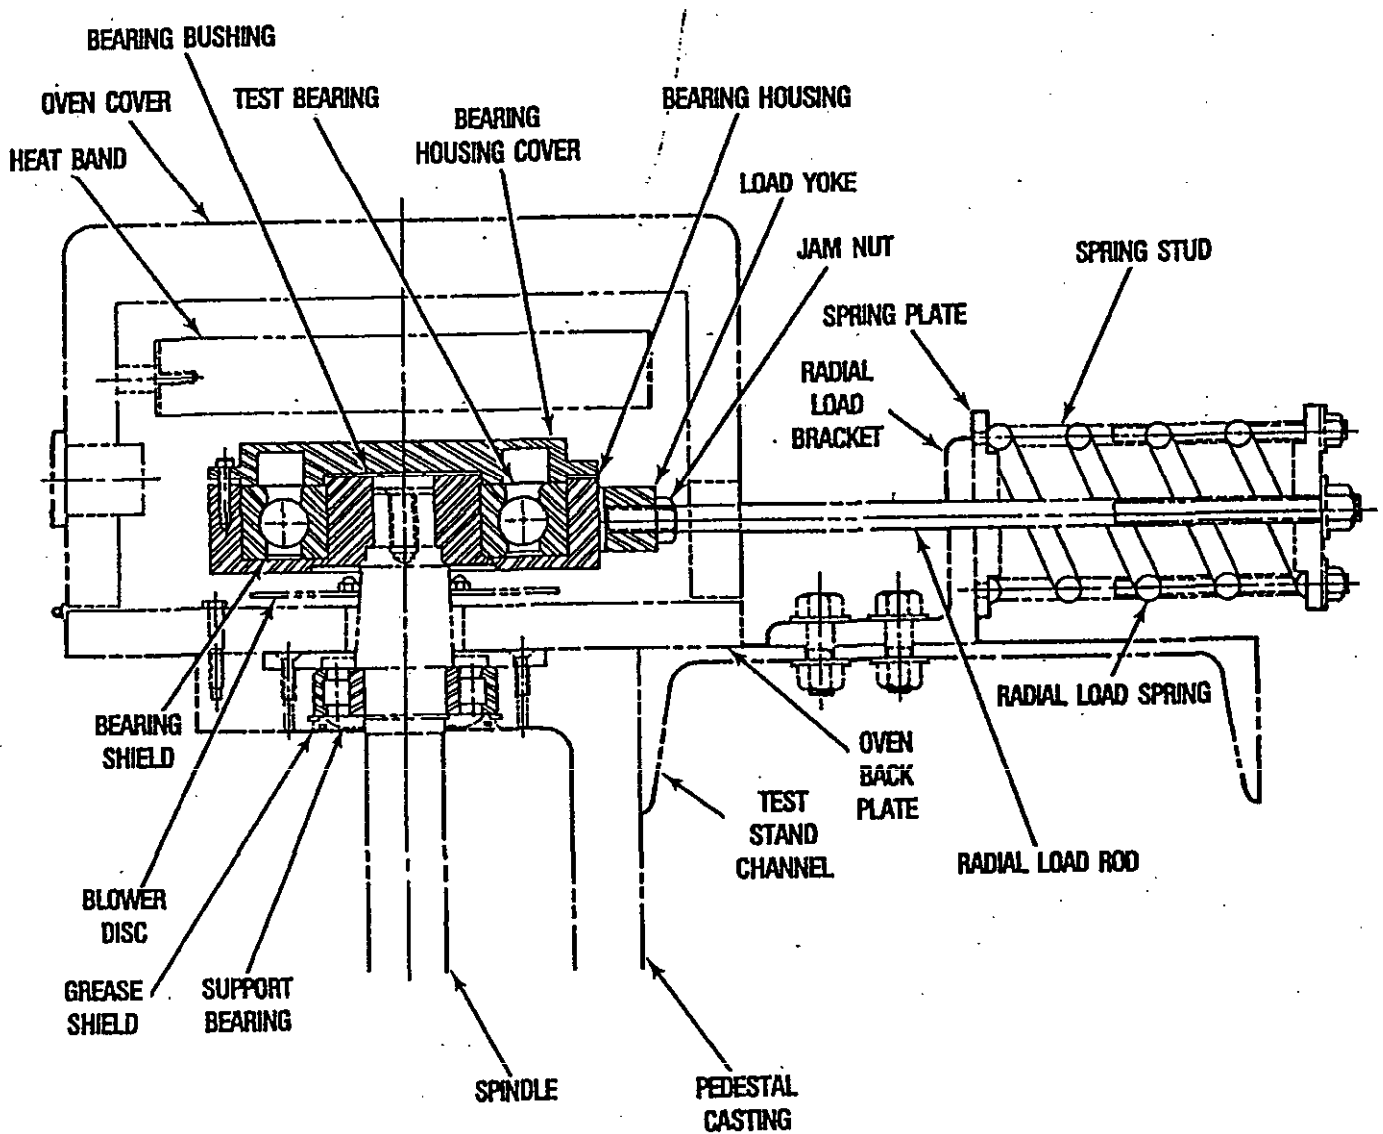 BEARING BUSHING
OVEN COVER
TEST BEARING
BEARING
HOUSING COVER
BEARING HOUSING
HEAT BAND
LOAD YOKE
JAM NUT
SPRING STUD
SPRING PLATE
RADIAL
LOAD
BRACKET
BEARING
SHIELD
RADIAL LOAD SPRING
OVEN
BACK
PLATE
TEST
STAND
CHANNEL
RADIAL LOAD ROD
BLOWER
DISC
GREASE
SHIELD
SUPPORT
BEARING
SPINDLE
PEDESTAL
CASTING